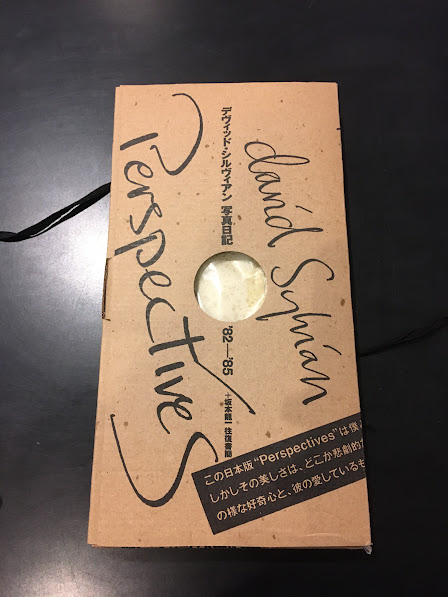 Perspectives
david Sylvian
デヴィッド・シルヴィアン 写真日記 '82—'85
+坂本龍一往復書簡
この日本版“Perspectives”は僕
しかしその美しさは、どこか悲劇的
の様な好奇心と、彼の愛しているも